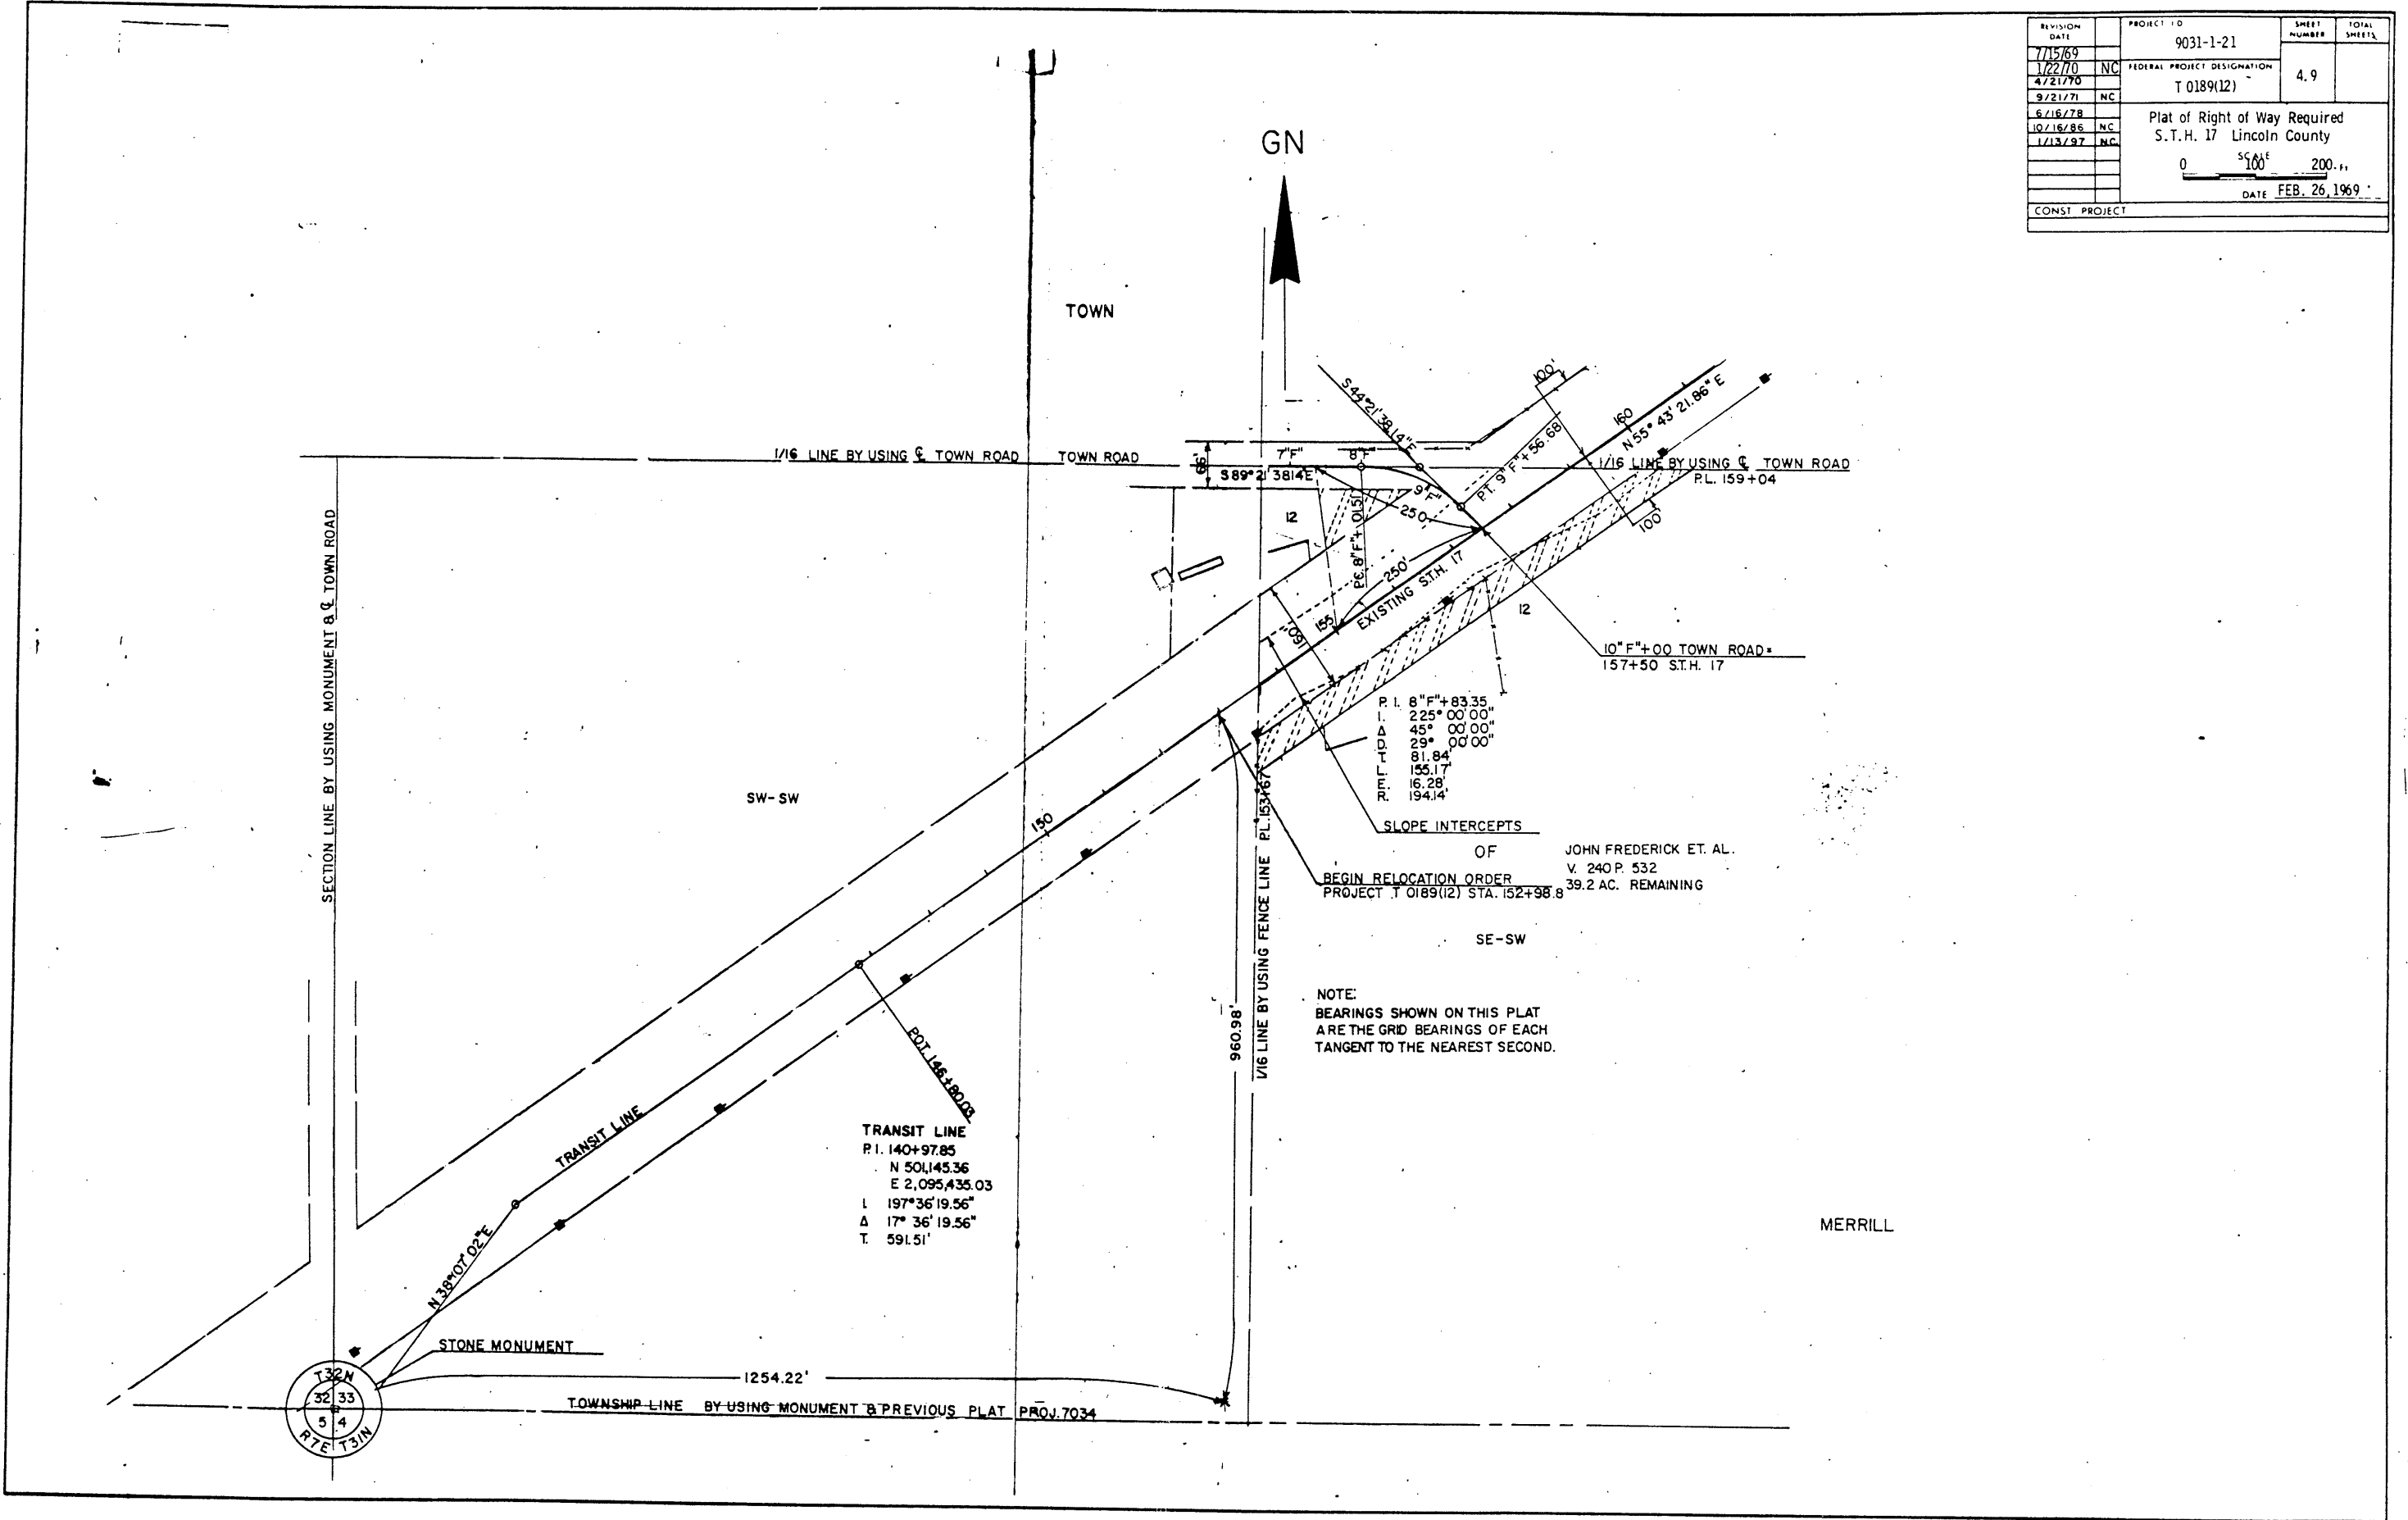 REVISION DATE
7/15/69
1/22/70 NC
4/21/70
9/21/71 NC
6/16/78
10/16/86 NC
1/13/97 NC
PROJECT I D
9031-1-21
FEDERAL PROJECT DESIGNATION
T 0189(12)
SHEET NUMBER
4.9
TOTAL SHEETS
Plat of Right of Way Required
S.T.H. 17 Lincoln County
SCALE
0 100 200 Ft
DATE FEB. 26, 1969
CONST PROJECT
GN
TOWN
S 44° 21' 38.14" E
100'
160
N 55° 43' 21.86" E
1/16 LINE BY USING ℄ TOWN ROAD
TOWN ROAD
66'
7"F"
8"F"
S 89° 21' 38.14 E
9"F"
P.T. 9"F"+56.68
1/16 LINE BY USING ℄ TOWN ROAD
P.L. 159+04
12
250
P.C. 8"F"+01.51
100'
250'
EXISTING S.T.H. 17
155
160'
12
10"F"+00 TOWN ROAD =
157+50 S.T.H. 17
SECTION LINE BY USING MONUMENT & ℄ TOWN ROAD
P. I. 8"F"+83.35
I. 225° 00' 00"
Δ 45° 00' 00"
D. 29° 00' 00"
T. 81.84'
L. 155.17'
E. 16.28'
R. 194.14'
SW-SW
150
SLOPE INTERCEPTS
OF
JOHN FREDERICK ET. AL.
V. 240 P. 532
39.2 AC. REMAINING
BEGIN RELOCATION ORDER
PROJECT T 0189(12) STA. 152+98.8
SE-SW
1/16 LINE BY USING FENCE LINE P.L. 153+67
960.98'
NOTE:
BEARINGS SHOWN ON THIS PLAT
ARE THE GRID BEARINGS OF EACH
TANGENT TO THE NEAREST SECOND.
P.O.T. 146+80.03
TRANSIT LINE
TRANSIT LINE
P.I. 140+97.85
N 501,145.36
E 2,095,435.03
I. 197° 36' 19.56"
Δ 17° 36' 19.56"
T. 591.51'
MERRILL
N 38° 07' 02" E
STONE MONUMENT
1254.22'
TOWNSHIP LINE BY USING MONUMENT & PREVIOUS PLAT PROJ. 7034
T32N
32 33
5 4
R7E T31N